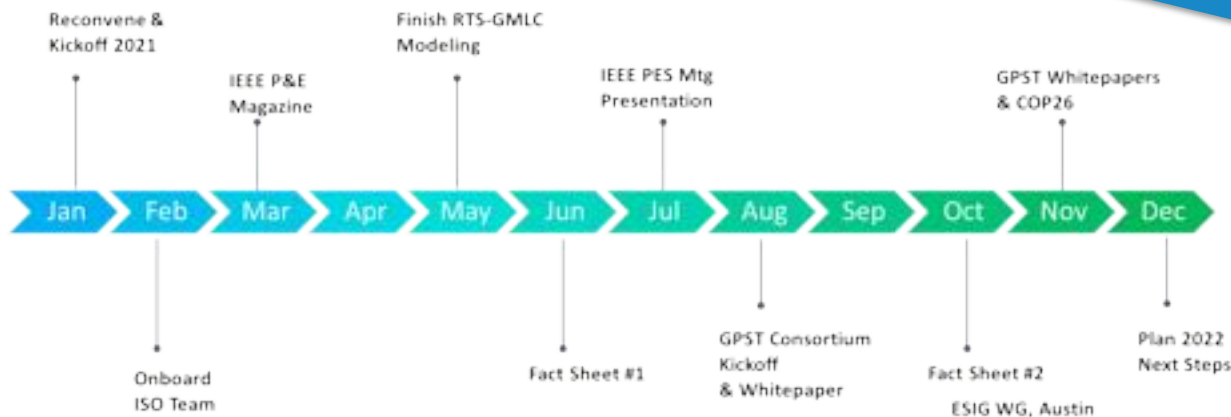 Reconvene &
Kickoff 2021
Finish RTS-GMLC
Modeling
IEEE P&E
Magazine
IEEE PES Mtg
Presentation
GPST Whitepapers
& COP26
Jan
Feb
Mar
Apr
May
Jun
Jul
Aug
Sep
Oct
Nov
Dec
Onboard
ISO Team
Fact Sheet #1
GPST Consortium
Kickoff
& Whitepaper
Fact Sheet #2
ESIG WG, Austin
Plan 2022
Next Steps